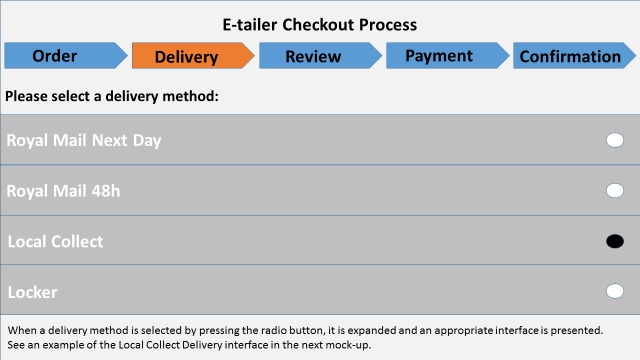 E-tailer Checkout Process
Order Delivery Review Payment Confirmation
Please select a delivery method:
Royal Mail Next Day
Royal Mail 48h
Local Collect
Locker
When a delivery method is selected by pressing the radio button, it is expanded and an appropriate interface is presented.
See an example of the Local Collect Delivery interface in the next mock-up.